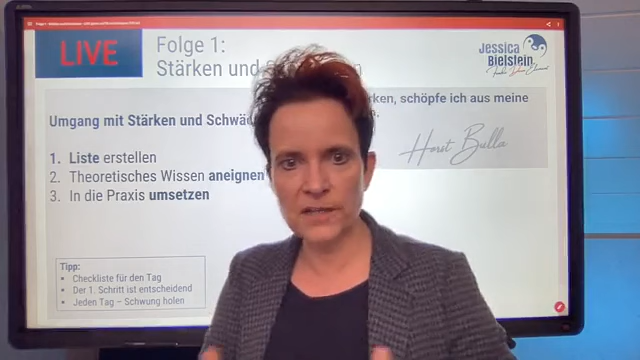 LIVE
Folge 1:
Stärken und
Jessica
Bielstein
rken, schöpfe ich aus meine
Umgang mit Stärken und Schwä
Horst Bulla
1. Liste erstellen
2. Theoretisches Wissen aneignen
3. In die Praxis umsetzen
Tipp:
▪ Checkliste für den Tag
▪ Der 1. Schritt ist entscheidend
▪ Jeden Tag – Schwung holen